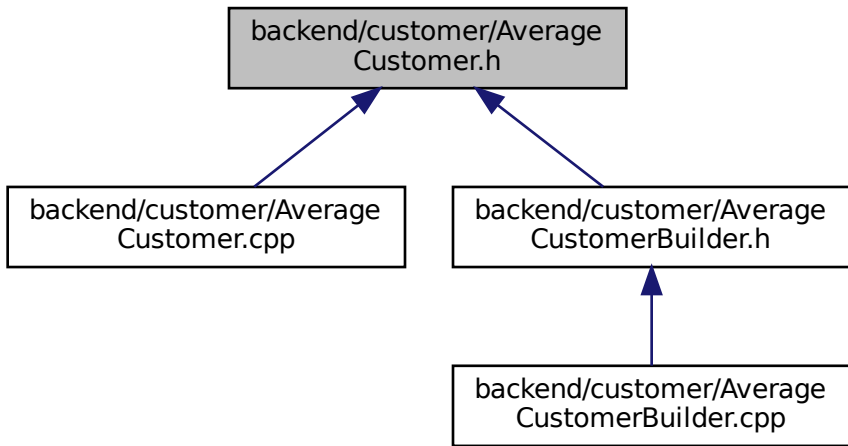 backend/customer/Average
Customer.h
backend/customer/Average
Customer.cpp
backend/customer/Average
CustomerBuilder.h
backend/customer/Average
CustomerBuilder.cpp